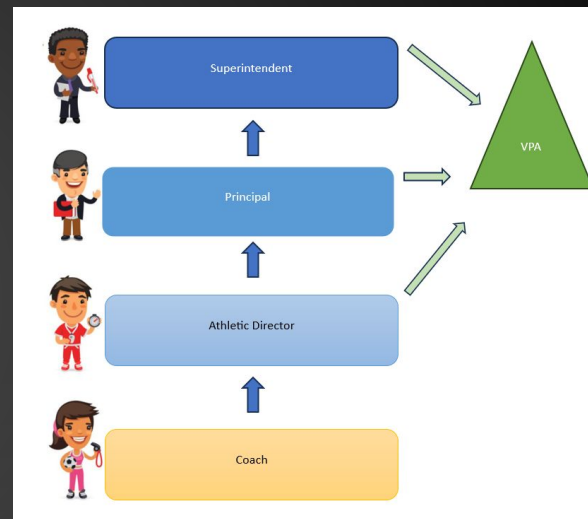 Superintendent
VPA
Principal
Athletic Director
Coach